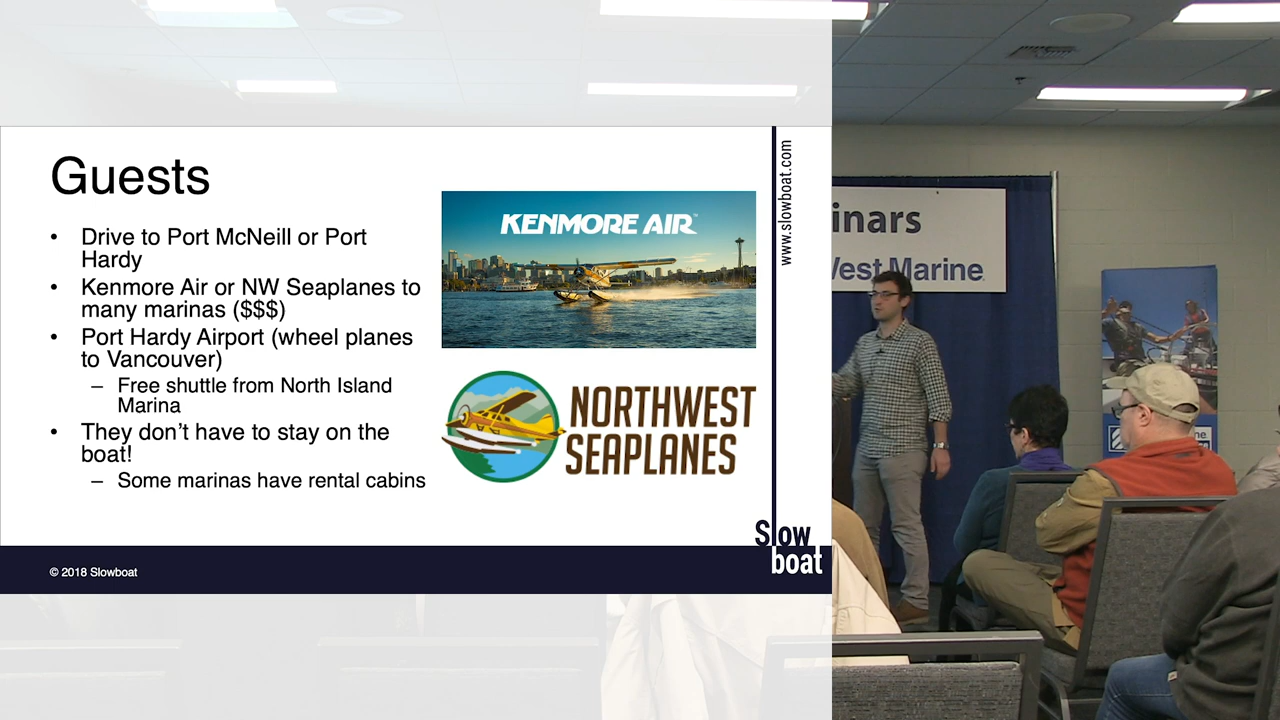 Guests
• Drive to Port McNeill or Port
Hardy
• Kenmore Air or NW Seaplanes to
many marinas ($$$)
• Port Hardy Airport (wheel planes
to Vancouver)
– Free shuttle from North Island
Marina
• They don’t have to stay on the
boat!
– Some marinas have rental cabins
KENMORE AIR™
NORTHWEST
SEAPLANES
www.slowboat.com
Slow
boat
© 2018 Slowboat
inars
West Marine